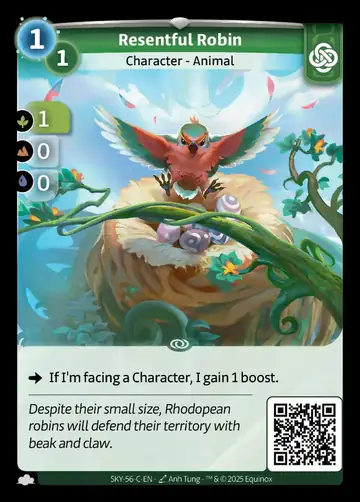 1
Resentful Robin
1
Character - Animal
1
0
0
If I'm facing a Character, I gain 1 boost.
Despite their small size, Rhodopean
robins will defend their territory with
beak and claw.
SKY-56-C-EN - Anh Tung - ™ & © 2025 Equinox